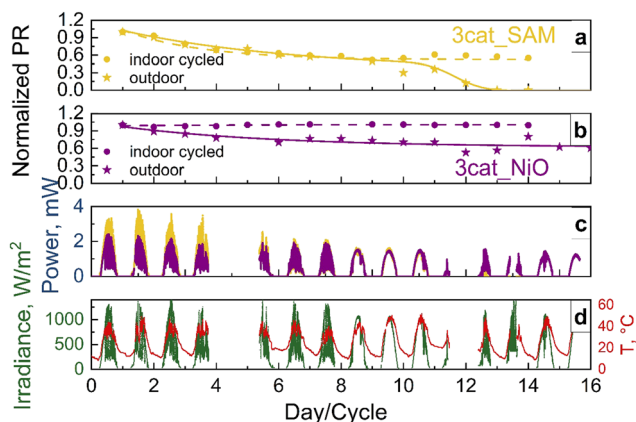 Normalized PR
1.2
0.9
0.6
0.3
0.0
3cat_SAM
a
indoor cycled
outdoor
1.2
0.9
0.6
0.3
0.0
b
indoor cycled
outdoor
3cat_NiO
Power, mW
4
2
0
c
Irradiance, W/m²
1000
500
0
d
60
40
20
0
T, °C
0 2 4 6 8 10 12 14 16
Day/Cycle